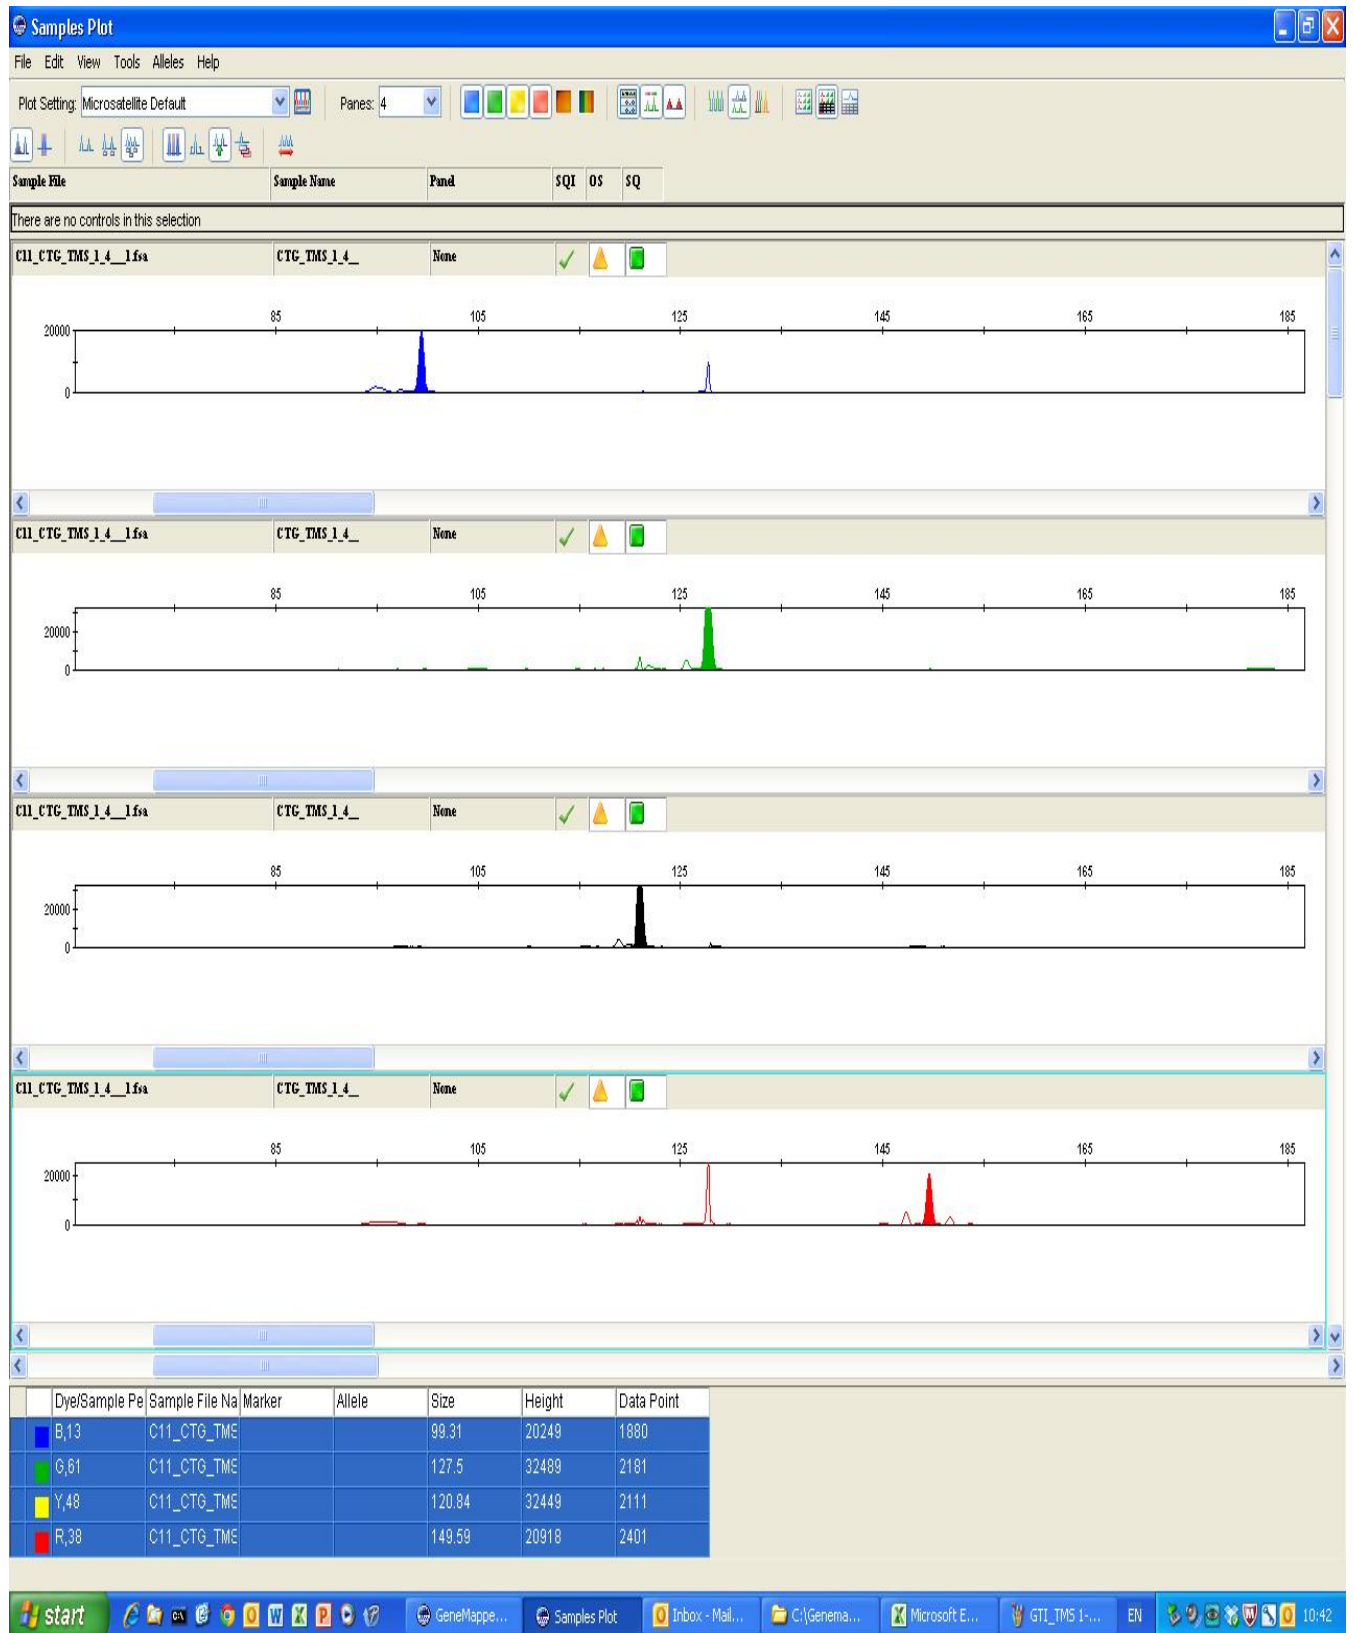 Samples Plot
File Edit View Tools Alleles Help
Plot Setting: Microsatellite Default Panes: 4
Sample File Sample Name Panel SQI OS SQ
There are no controls in this selection
C11_CTG_TMS_1_4__1.fsa CTG_TMS_1_4_ None
85 105 125 145 165 185
20000
0
C11_CTG_TMS_1_4__1.fsa CTG_TMS_1_4_ None
85 105 125 145 165 185
20000
0
C11_CTG_TMS_1_4__1.fsa CTG_TMS_1_4_ None
85 105 125 145 165 185
20000
0
C11_CTG_TMS_1_4__1.fsa CTG_TMS_1_4_ None
85 105 125 145 165 185
20000
0
Dye/Sample Pe Sample File Na Marker Allele Size Height Data Point
B,13 C11_CTG_TMS 99.31 20249 1880
G,61 C11_CTG_TMS 127.5 32489 2181
Y,48 C11_CTG_TMS 120.84 32449 2111
R,38 C11_CTG_TMS 149.59 20918 2401
start GeneMappe... Samples Plot Inbox - Mail... C:\Genema... Microsoft E... GTI_TMS 1-... EN 10:42